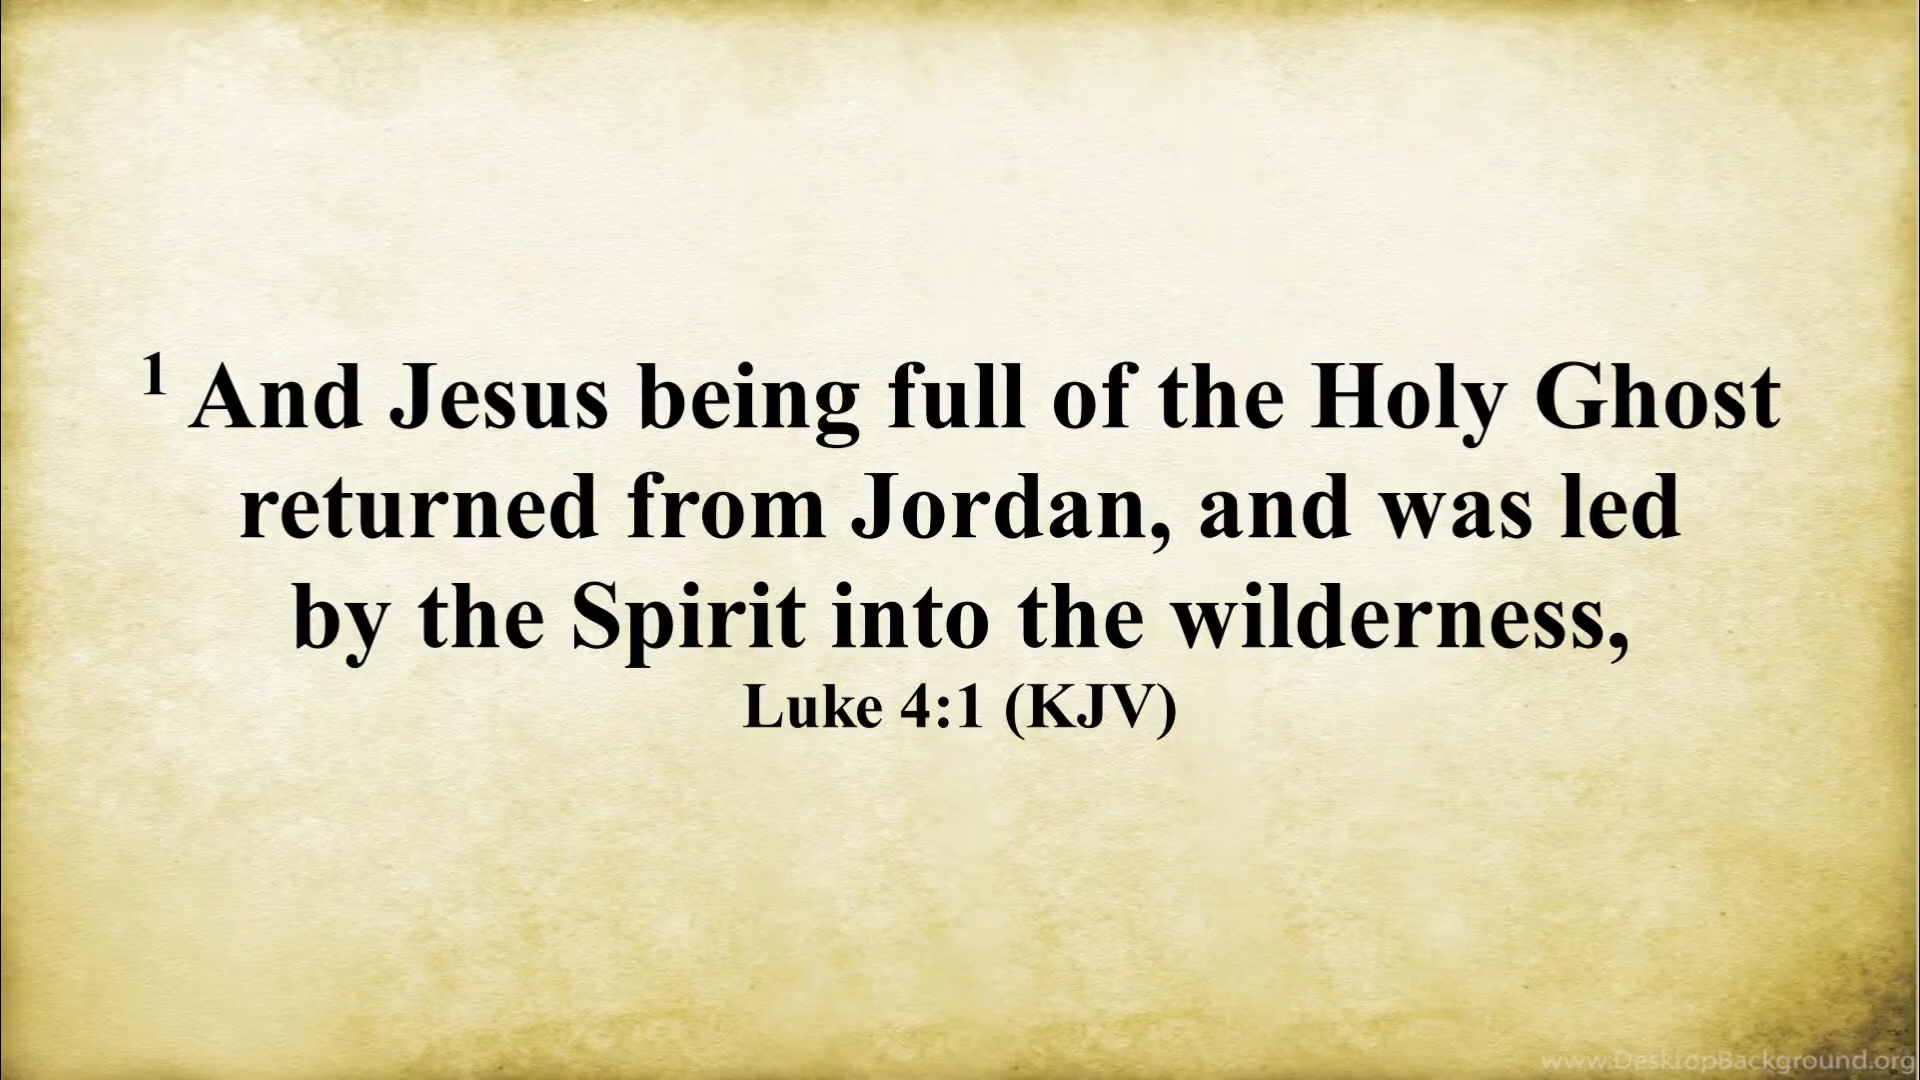 1 And Jesus being full of the Holy Ghost
returned from Jordan, and was led
by the Spirit into the wilderness,
Luke 4:1 (KJV)
www.DesktopBackground.org